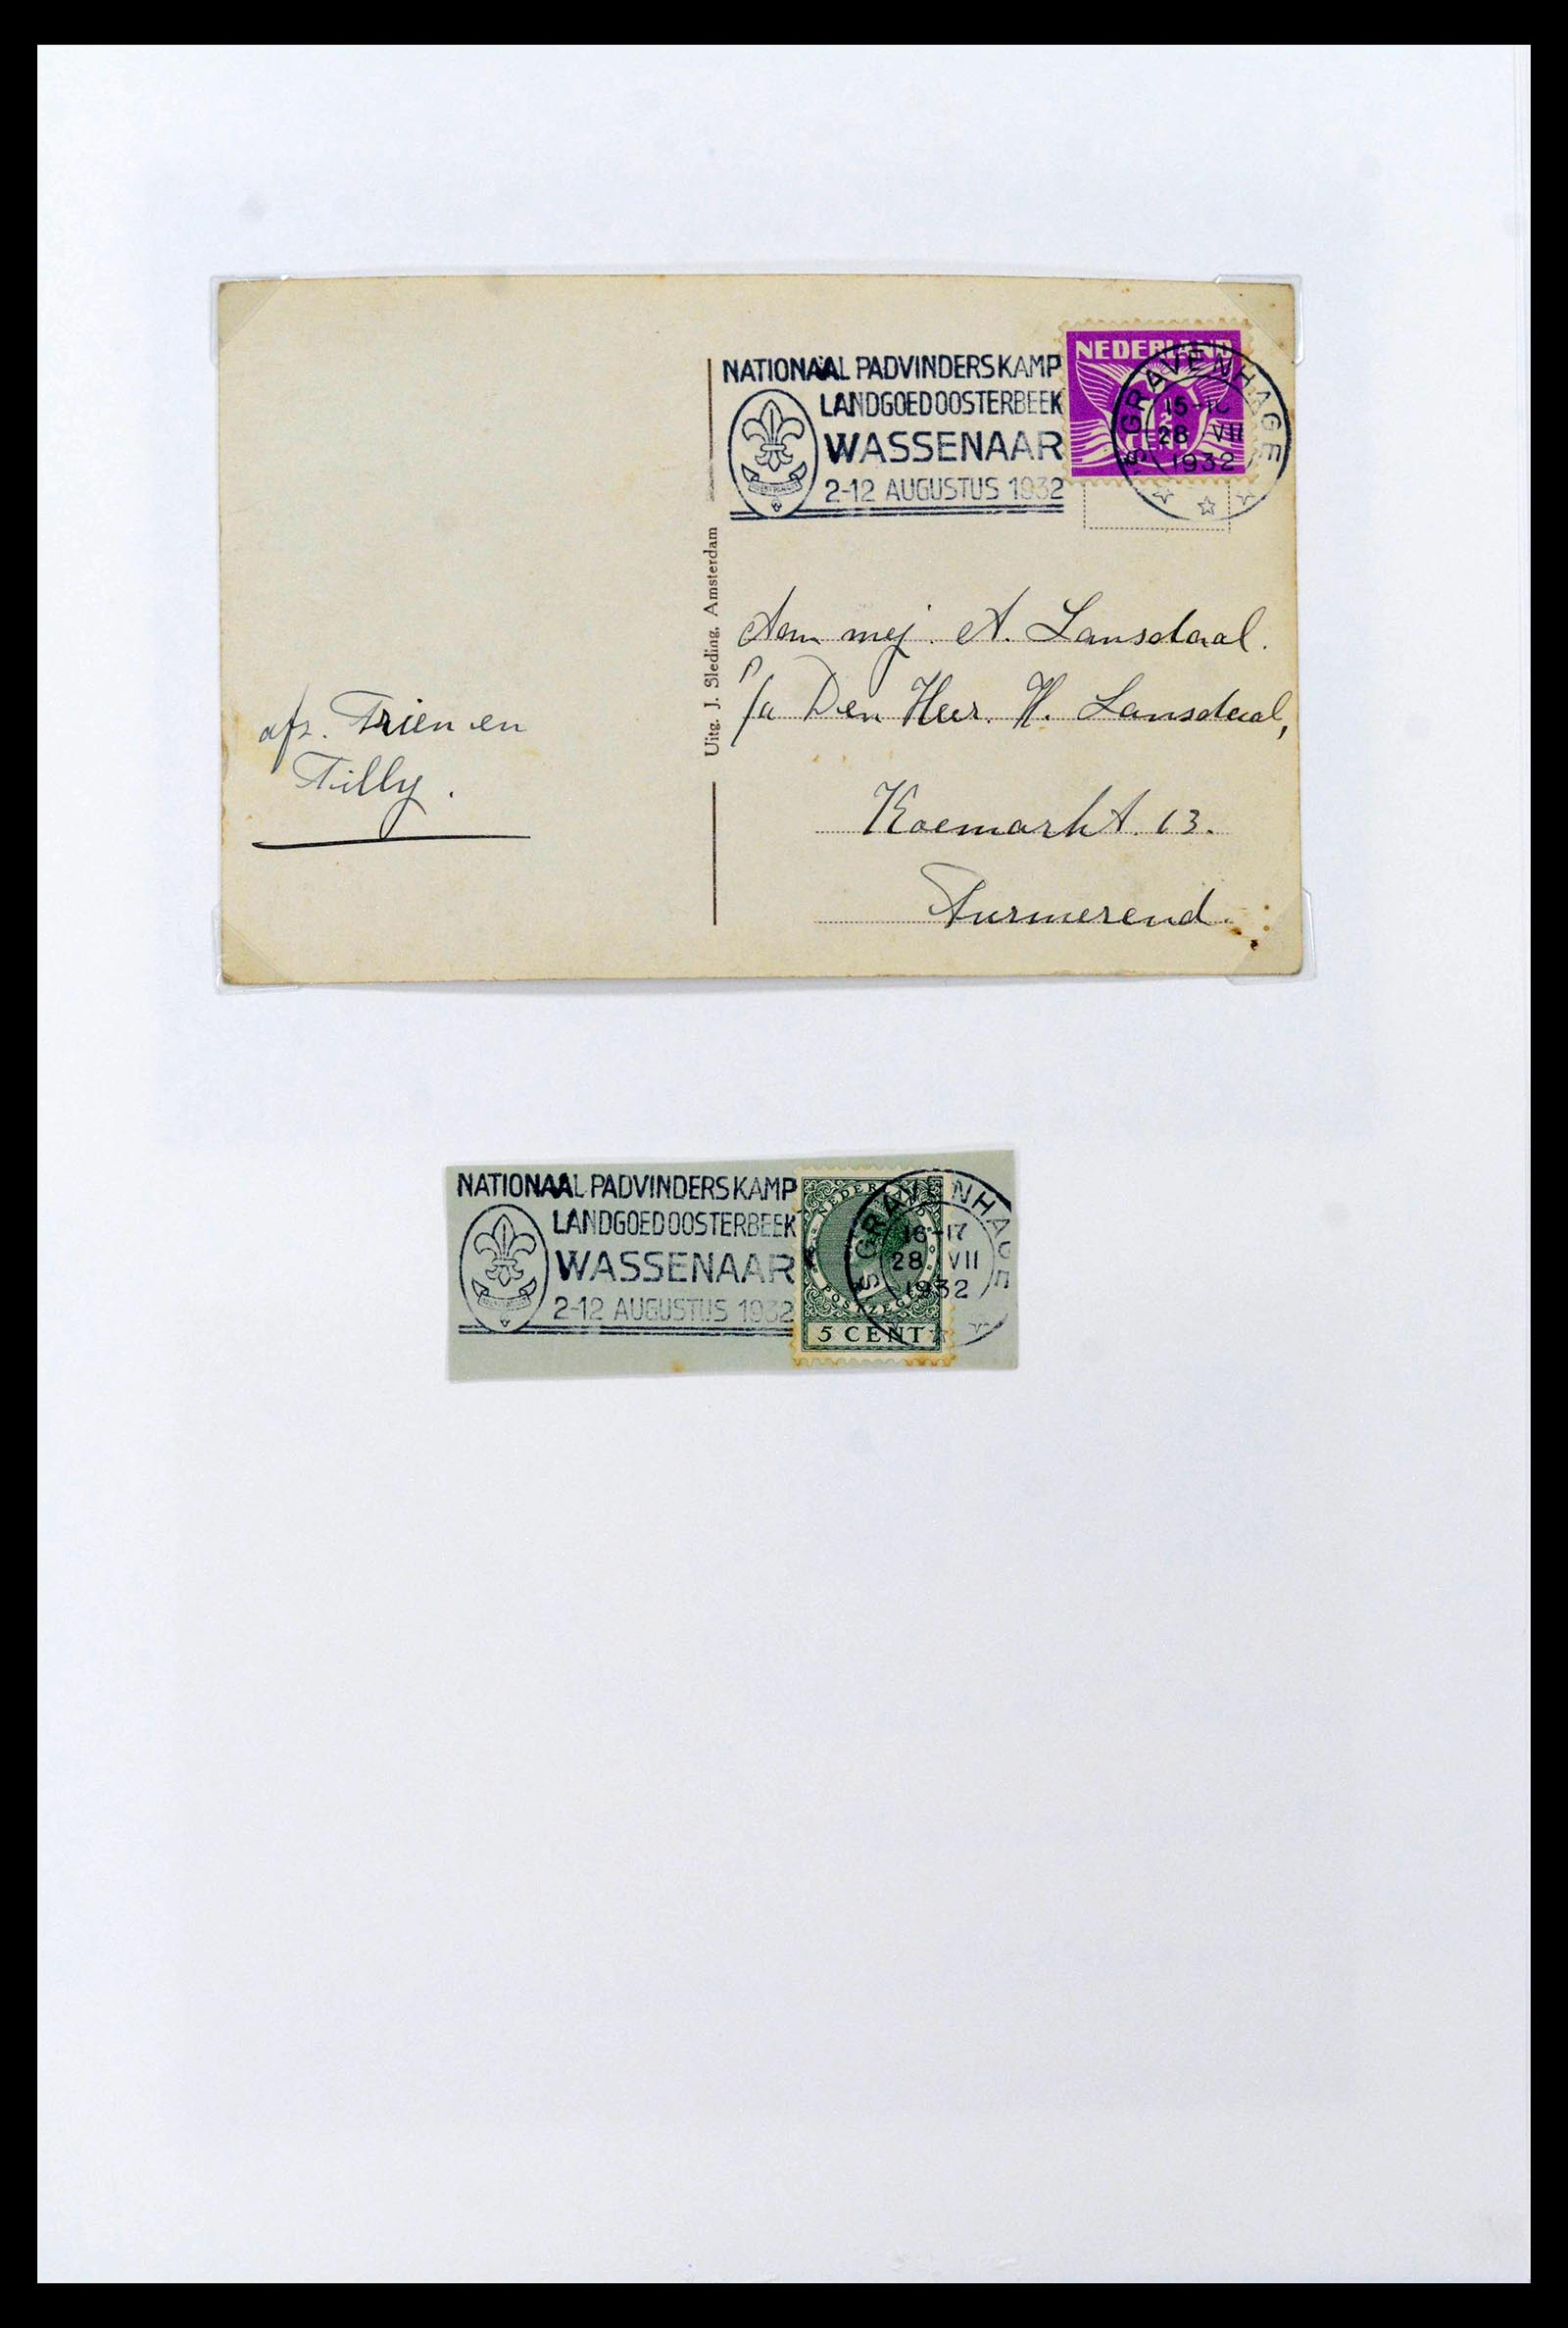 NATIONAAL PADVINDERSKAMP
LANDGOED OOSTERBEEK
WASSENAAR
2-12 AUGUSTUS 1932
NEDERLAND
'S GRAVENHAGE
28 VII
1932
Uitg. J. Sleding, Amsterdam
Aan mej. A. Lansdaal.
p/a Den Heer. H. Lansdaal,
Koemarkt. 13.
Purmerend.
afz. Trien en
Tilly.
NATIONAAL PADVINDERSKAMP
LANDGOED OOSTERBEEK
WASSENAAR
2-12 AUGUSTUS 1932
NEDERLAND
POSTZEGEL
5 CENT
'S GRAVENHAGE
16-17
28 VII
1932